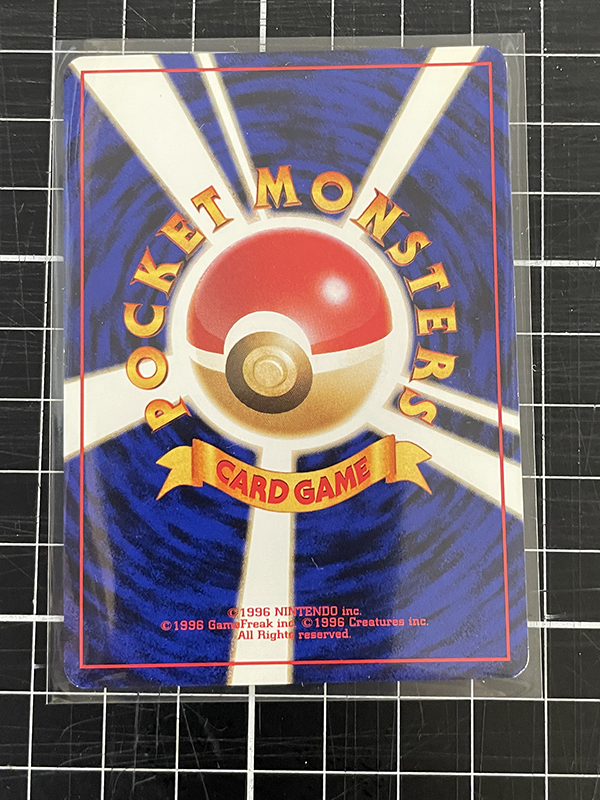 POCKET MONSTERS
CARD GAME
©1996 NINTENDO inc.
©1996 GameFreak inc. ©1996 Creatures inc.
All Rights reserved.